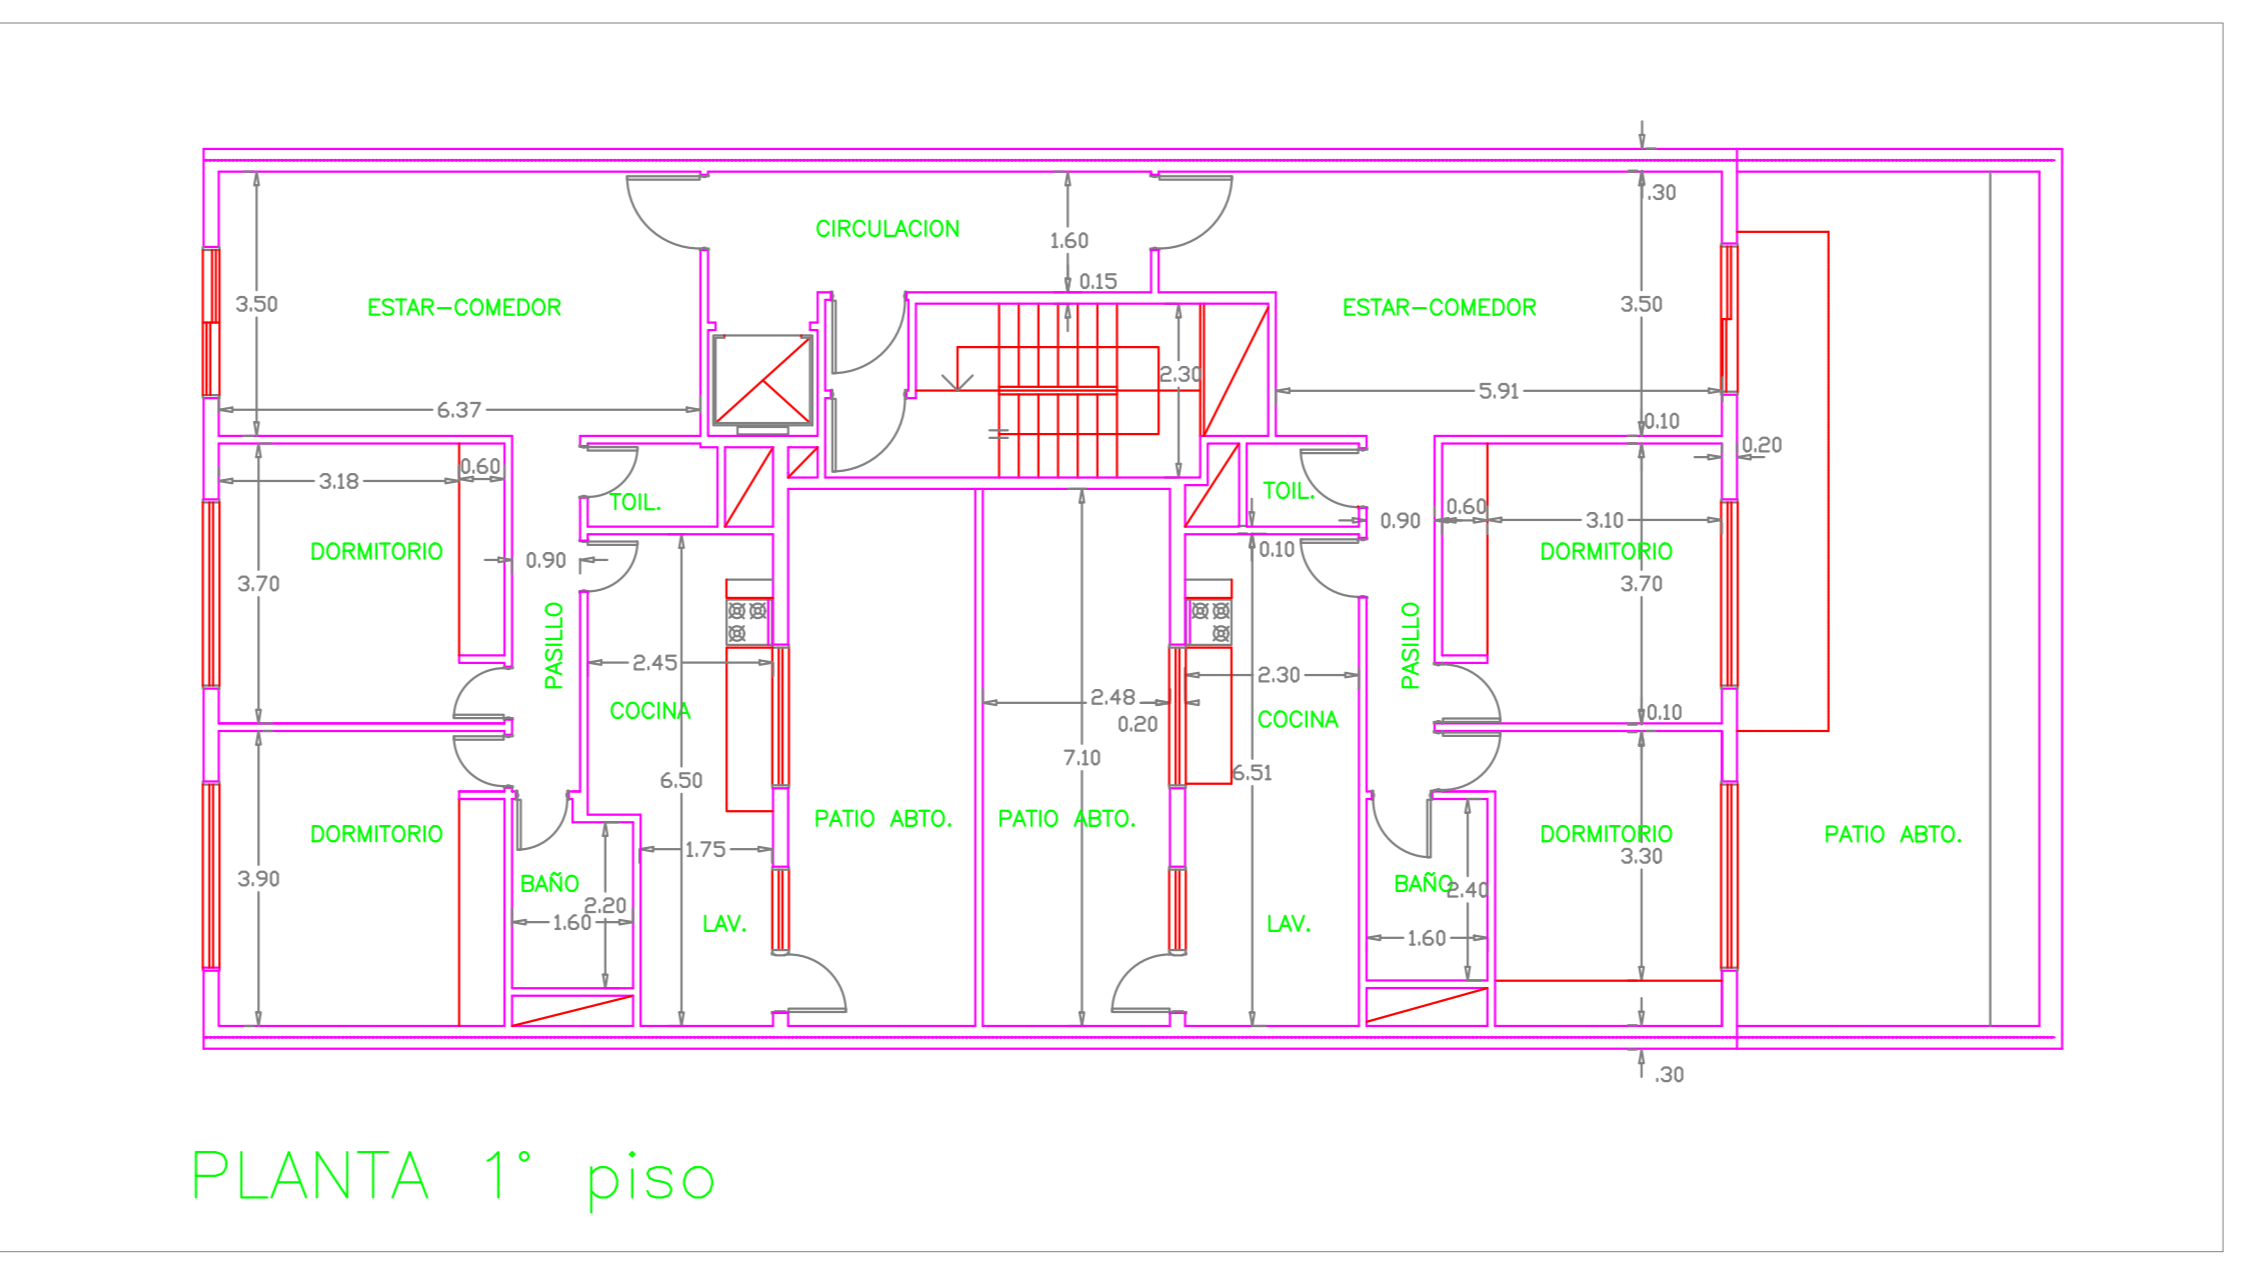 .30
CIRCULACION
1.60
0.15
3.50
ESTAR-COMEDOR
ESTAR-COMEDOR
3.50
2.30
5.91
6.37
0.10
0.20
0.60
3.18
TOIL.
TOIL.
0.60
0.90
3.10
DORMITORIO
0.90
0.10
DORMITORIO
3.70
3.70
PASILLO
PASILLO
2.45
2.30
2.48
COCINA
0.20
COCINA
0.10
7.10
6.50
6.51
PATIO ABTO.
PATIO ABTO.
DORMITORIO
DORMITORIO
PATIO ABTO.
1.75
3.30
3.90
BAÑO
BAÑO
2.40
2.20
1.60
LAV.
LAV.
1.60
.30
PLANTA 1° piso